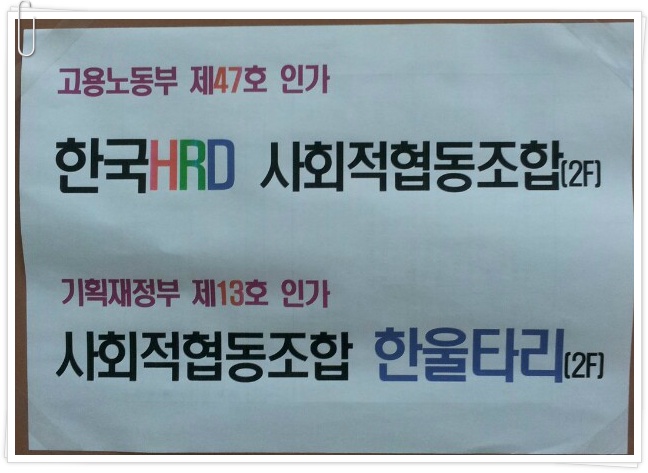 고용노동부 제47호 인가
한국HRD 사회적협동조합(2F)
기획재정부 제13호 인가
사회적협동조합 한울타리(2F)